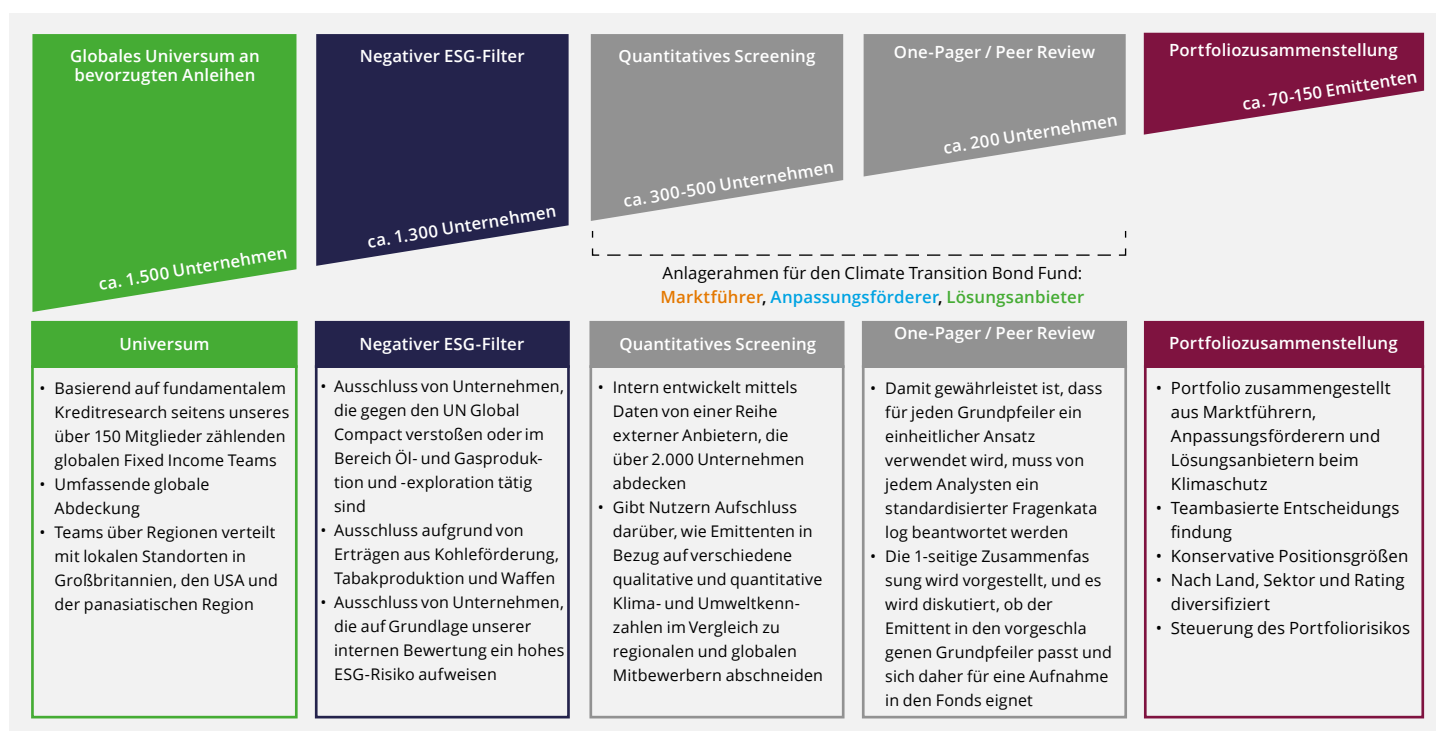 Globales Universum an
bevorzugten Anleihen
ca. 1.500 Unternehmen
Negativer ESG-Filter
ca. 1.300 Unternehmen
Quantitatives Screening
ca. 300-500 Unternehmen
One-Pager / Peer Review
ca. 200 Unternehmen
Portfoliozusammenstellung
ca. 70-150 Emittenten
Anlagerahmen für den Climate Transition Bond Fund:
Marktführer, Anpassungsförderer, Lösungsanbieter
Universum
• Basierend auf fundamentalem
Kreditresearch seitens unseres
über 150 Mitglieder zählenden
globalen Fixed Income Teams
• Umfassende globale
Abdeckung
• Teams über Regionen verteilt
mit lokalen Standorten in
Großbritannien, den USA und
der panasiatischen Region
Negativer ESG-Filter
• Ausschluss von Unternehmen,
die gegen den UN Global
Compact verstoßen oder im
Bereich Öl- und Gasproduk-
tion und -exploration tätig
sind
• Ausschluss aufgrund von
Erträgen aus Kohleförderung,
Tabakproduktion und Waffen
• Ausschluss von Unternehmen,
die auf Grundlage unserer
internen Bewertung ein hohes
ESG-Risiko aufweisen
Quantitatives Screening
• Intern entwickelt mittels
Daten von einer Reihe
externer Anbietern, die
über 2.000 Unternehmen
abdecken
• Gibt Nutzern Aufschluss
darüber, wie Emittenten in
Bezug auf verschiedene
qualitative und quantitative
Klima- und Umweltkenn-
zahlen im Vergleich zu
regionalen und globalen
Mitbewerbern abschneiden
One-Pager / Peer Review
• Damit gewährleistet ist, dass
für jeden Grundpfeiler ein
einheitlicher Ansatz
verwendet wird, muss von
jedem Analysten ein
standardisierter Fragenkata
log beantwortet werden
• Die 1-seitige Zusammenfas
sung wird vorgestellt, und es
wird diskutiert, ob der
Emittent in den vorgeschla
genen Grundpfeiler passt und
sich daher für eine Aufnahme
in den Fonds eignet
Portfoliozusammenstellung
• Portfolio zusammengestellt
aus Marktführern,
Anpassungsförderern und
Lösungsanbietern beim
Klimaschutz
• Teambasierte Entscheidungs
findung
• Konservative Positionsgrößen
• Nach Land, Sektor und Rating
diversifiziert
• Steuerung des Portfoliorisikos